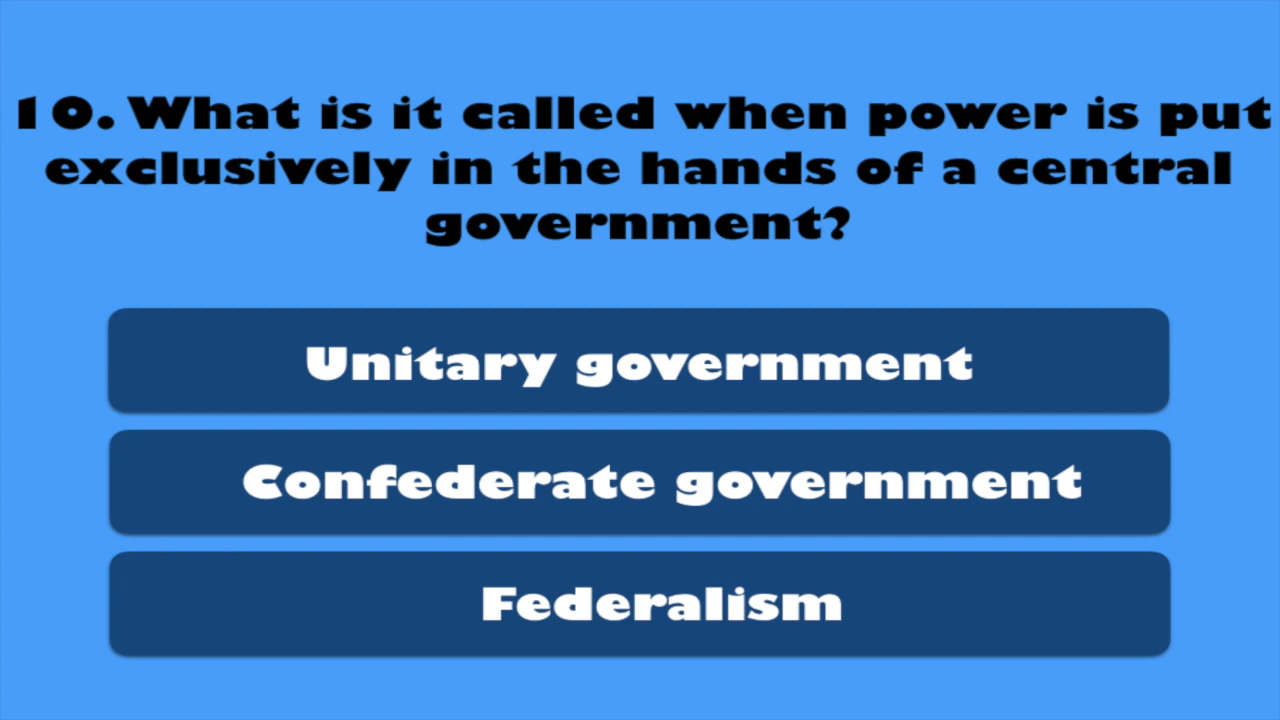 10. What is it called when power is put
exclusively in the hands of a central
government?
Unitary government
Confederate government
Federalism